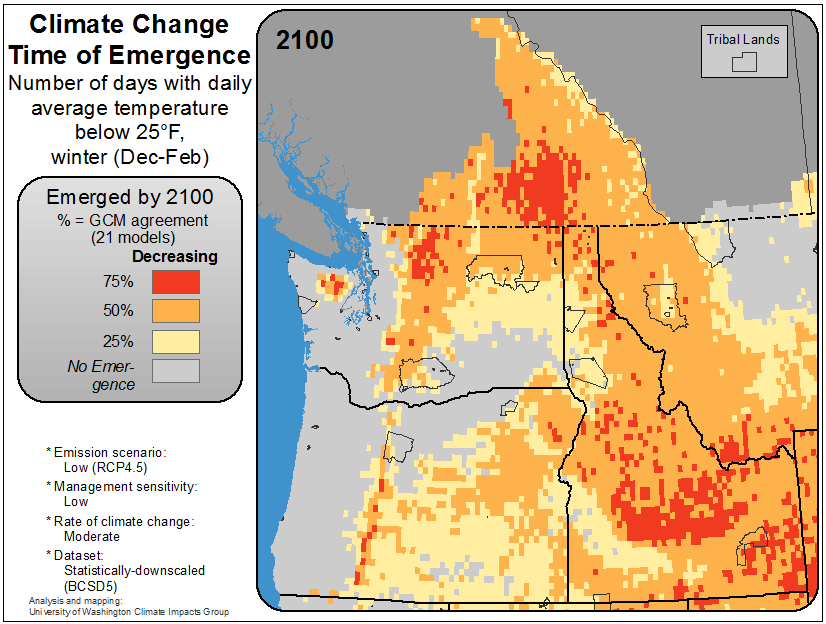 Climate Change
Time of Emergence
Number of days with daily
average temperature
below 25°F,
winter (Dec-Feb)
Emerged by 2100
% = GCM agreement
(21 models)
Decreasing
75%
50%
25%
No Emer-
gence
* Emission scenario:
Low (RCP4.5)
* Management sensitivity:
Low
* Rate of climate change:
Moderate
* Dataset:
Statistically-downscaled
(BCSD5)
Analysis and mapping:
University of Washington Climate Impacts Group
2100
Tribal Lands